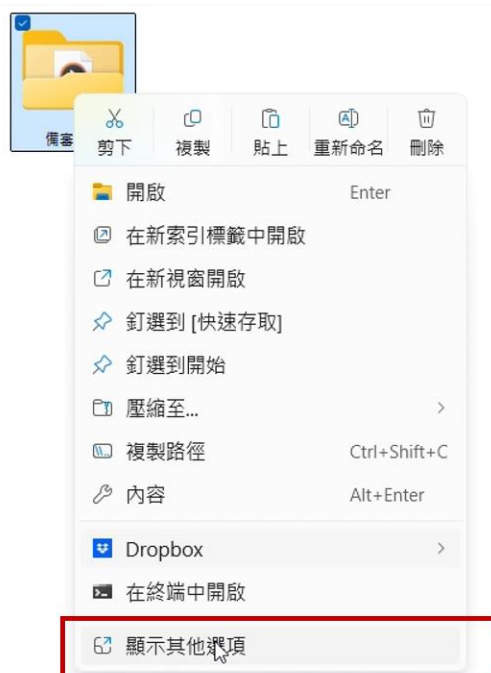 備審
剪下 複製 貼上 重新命名 刪除
開啟 Enter
在新索引標籤中開啟
在新視窗開啟
釘選到 [快速存取]
釘選到開始
壓縮至...
複製路徑 Ctrl+Shift+C
內容 Alt+Enter
Dropbox
在終端中開啟
顯示其他選項